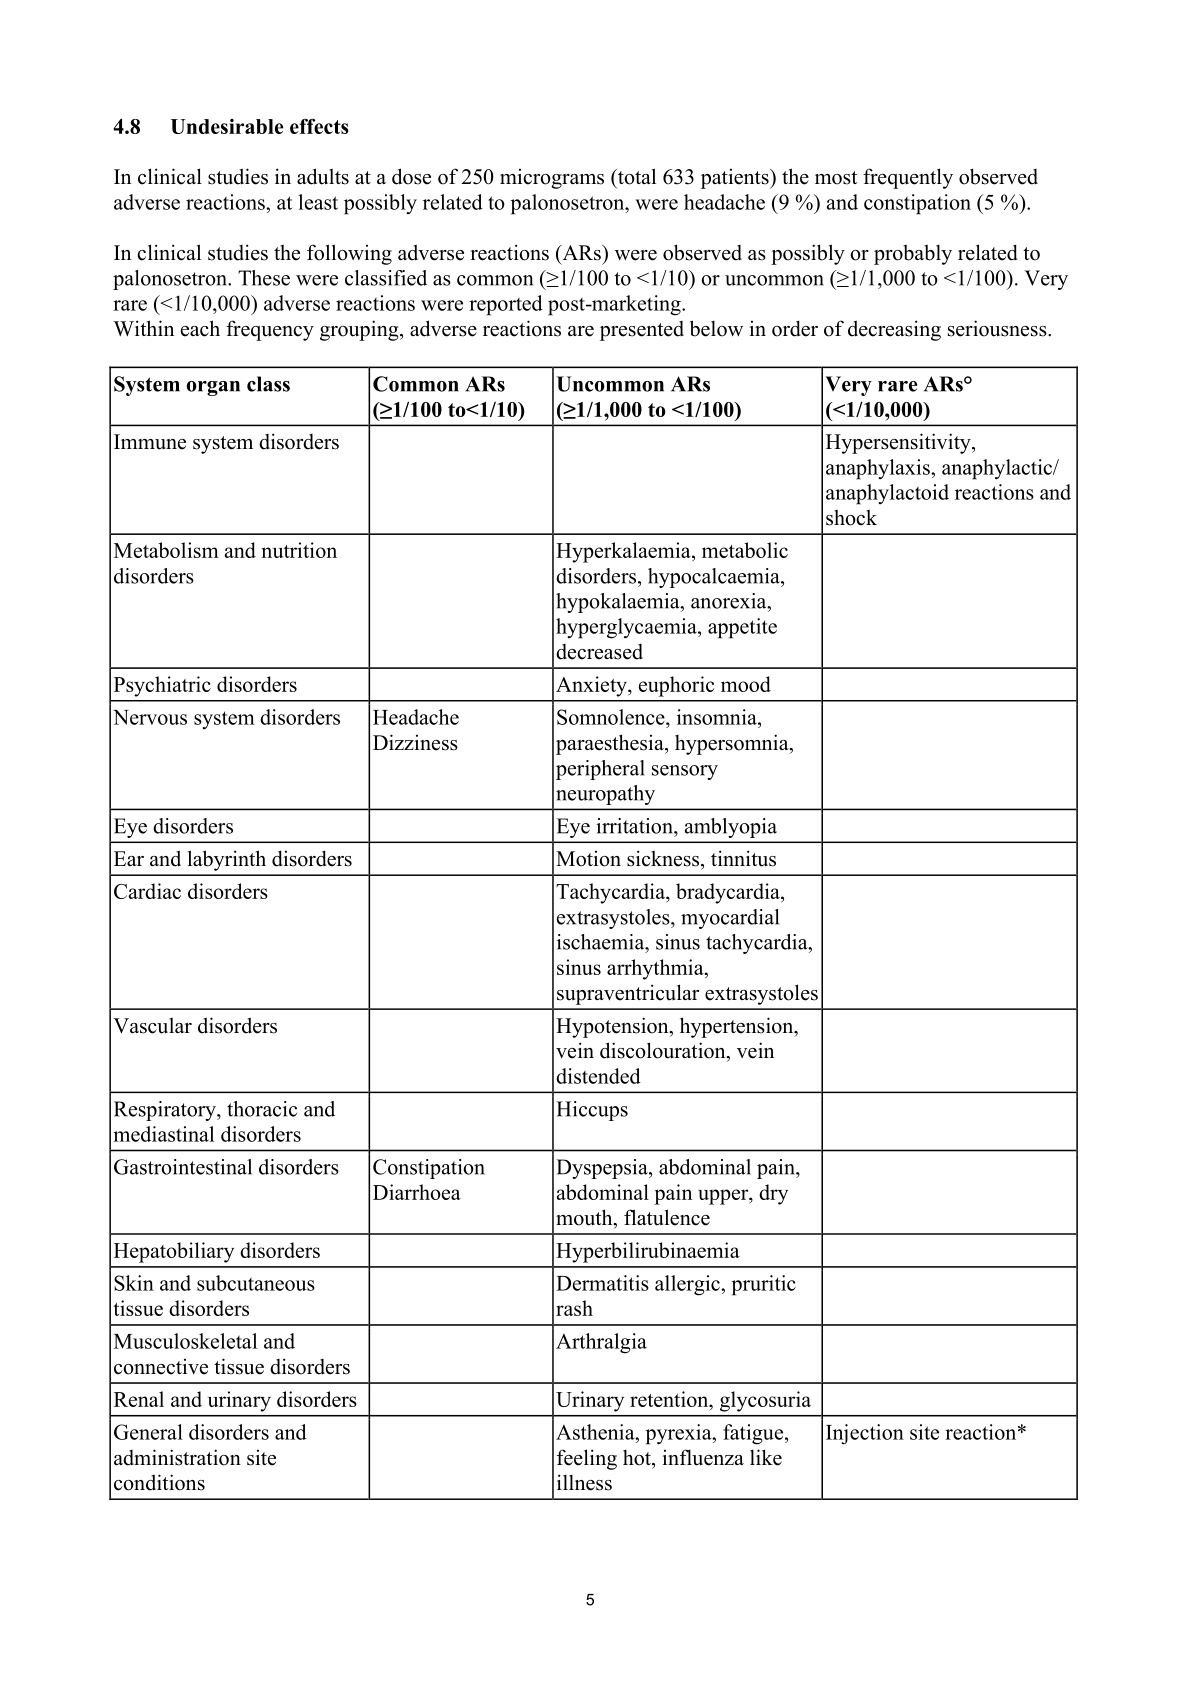 4.8 Undesirable effects
In clinical studies in adults at a dose of 250 micrograms (total 633 patients) the most frequently observed
adverse reactions, at least possibly related to palonosetron, were headache (9 %) and constipation (5 %).
In clinical studies the following adverse reactions (ARs) were observed as possibly or probably related to
palonosetron. These were classified as common (≥1/100 to <1/10) or uncommon (≥1/1,000 to <1/100). Very
rare (<1/10,000) adverse reactions were reported post-marketing.
Within each frequency grouping, adverse reactions are presented below in order of decreasing seriousness.
System organ class
Common ARs
(≥1/100 to<1/10)
Uncommon ARs
(≥1/1,000 to <1/100)
Very rare ARs°
(<1/10,000)
Immune system disorders
Hypersensitivity,
anaphylaxis, anaphylactic/
anaphylactoid reactions and
shock
Metabolism and nutrition
disorders
Hyperkalaemia, metabolic
disorders, hypocalcaemia,
hypokalaemia, anorexia,
hyperglycaemia, appetite
decreased
Psychiatric disorders
Anxiety, euphoric mood
Nervous system disorders
Headache
Dizziness
Somnolence, insomnia,
paraesthesia, hypersomnia,
peripheral sensory
neuropathy
Eye disorders
Eye irritation, amblyopia
Ear and labyrinth disorders
Motion sickness, tinnitus
Cardiac disorders
Tachycardia, bradycardia,
extrasystoles, myocardial
ischaemia, sinus tachycardia,
sinus arrhythmia,
supraventricular extrasystoles
Vascular disorders
Hypotension, hypertension,
vein discolouration, vein
distended
Respiratory, thoracic and
mediastinal disorders
Hiccups
Gastrointestinal disorders
Constipation
Diarrhoea
Dyspepsia, abdominal pain,
abdominal pain upper, dry
mouth, flatulence
Hepatobiliary disorders
Hyperbilirubinaemia
Skin and subcutaneous
tissue disorders
Dermatitis allergic, pruritic
rash
Musculoskeletal and
connective tissue disorders
Arthralgia
Renal and urinary disorders
Urinary retention, glycosuria
General disorders and
administration site
conditions
Asthenia, pyrexia, fatigue,
feeling hot, influenza like
illness
Injection site reaction*
5